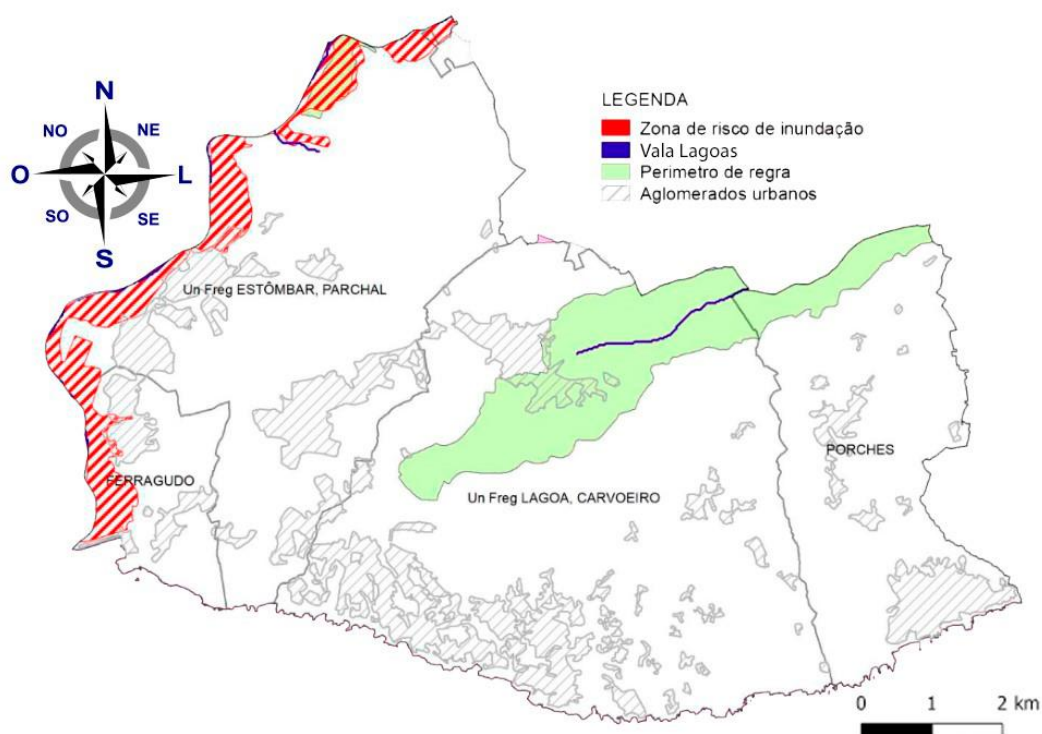 N
NO
NE
O
L
SO
SE
S
LEGENDA
Zona de risco de inundação
Vala Lagoas
Perimetro de regra
Aglomerados urbanos
Un Freg ESTÔMBAR, PARCHAL
FERRAGUDO
Un Freg LAGOA, CARVOEIRO
PORCHES
0 1 2 km